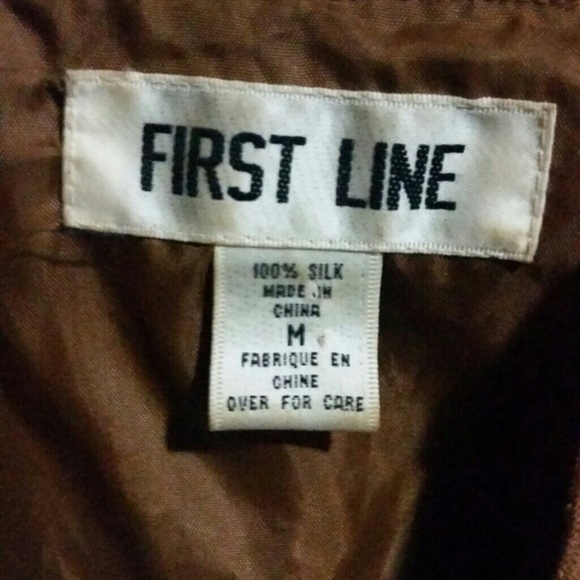 FIRST LINE
100% SILK
MADE IN
CHINA
M
FABRIQUE EN
CHINE
OVER FOR CARE